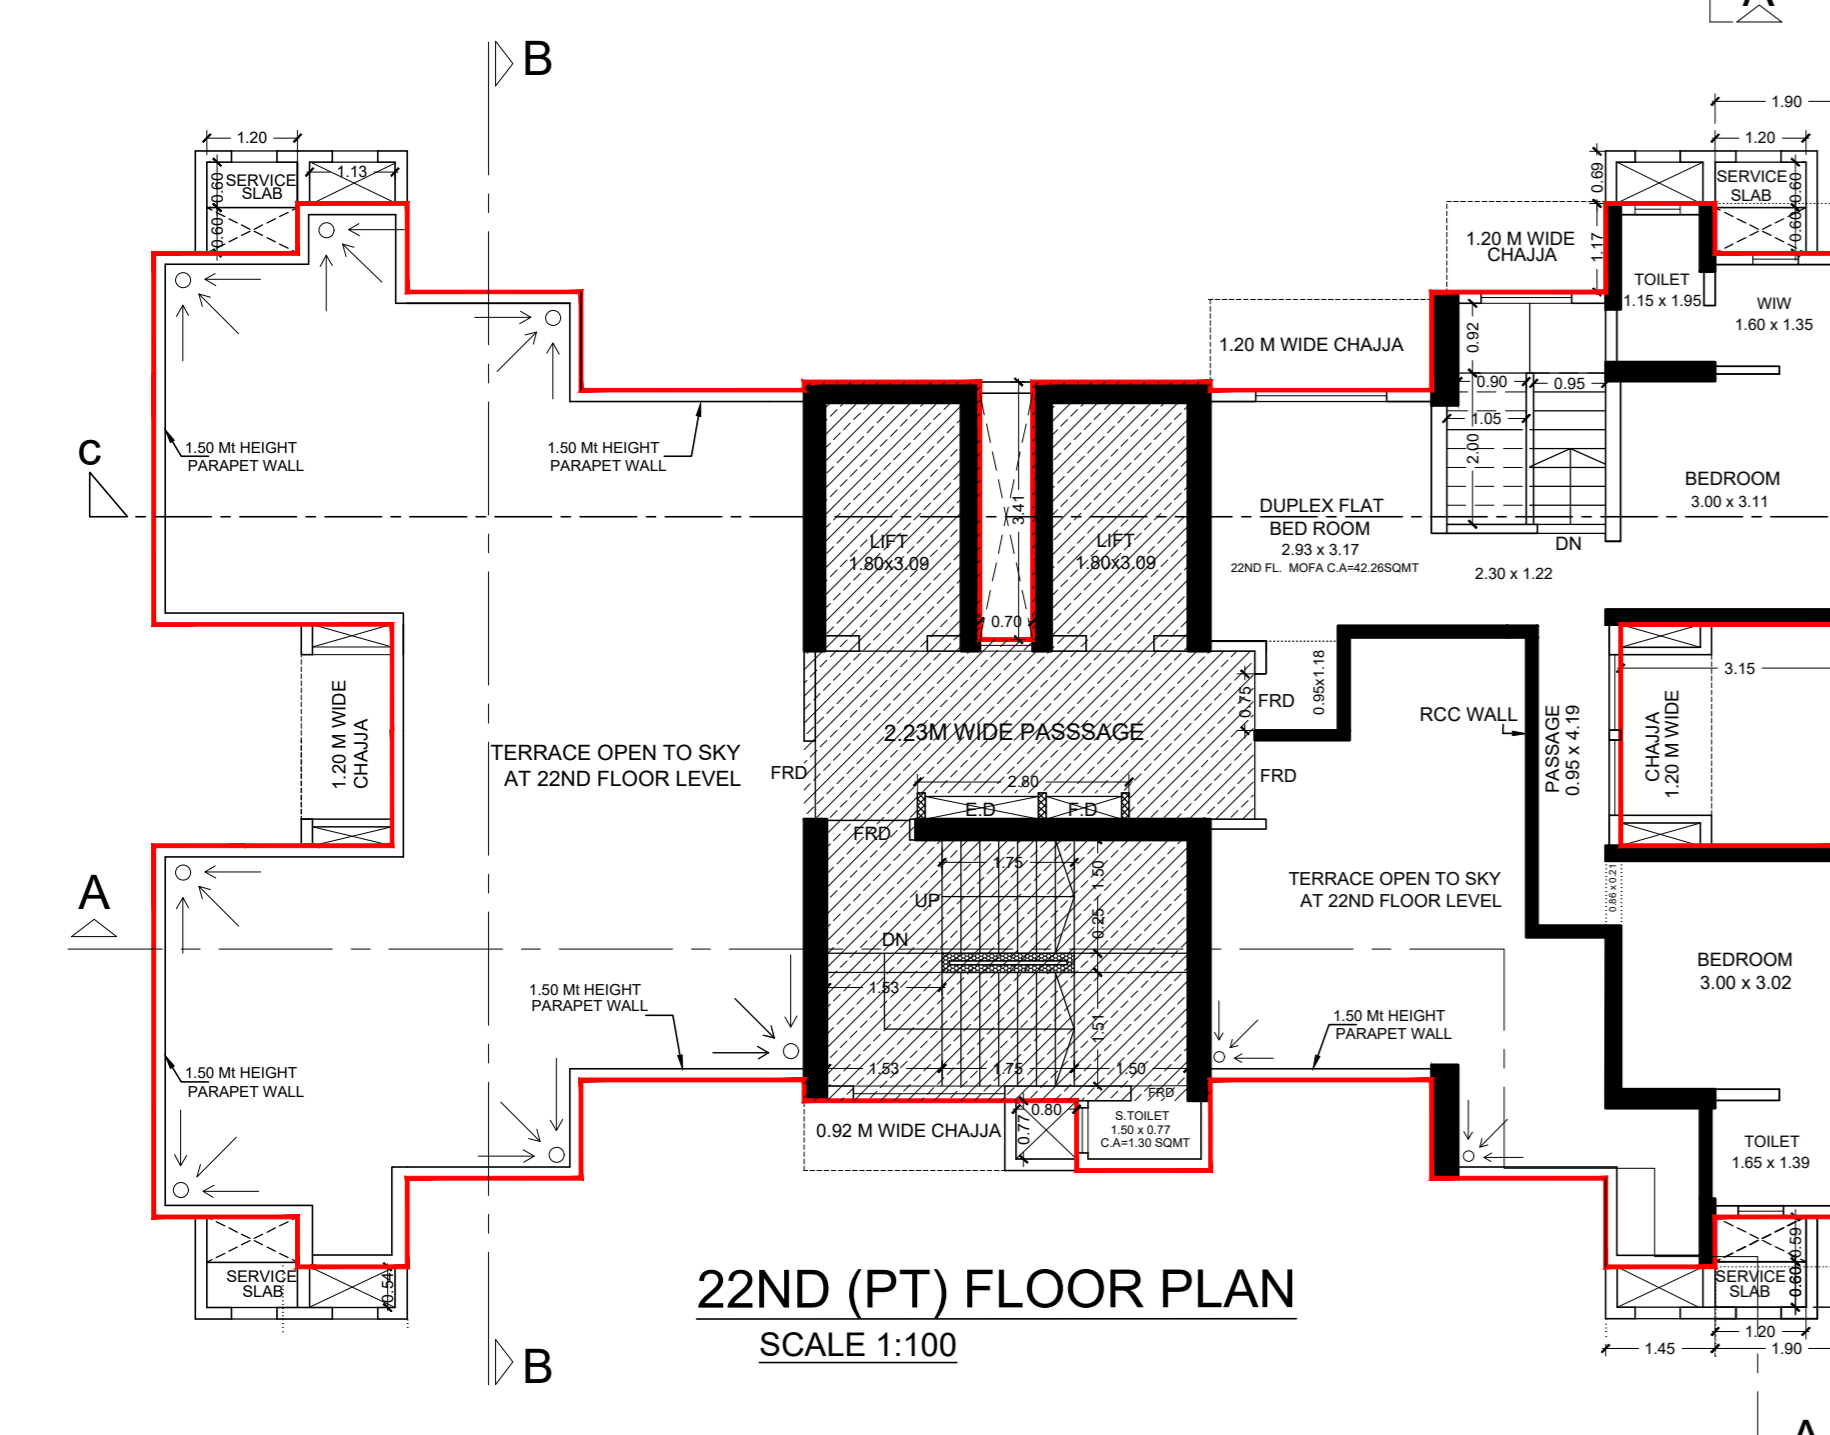 A
B
1.90
1.20
1.20
SERVICE
SLAB
1.13
0.60
0.60
0.69
SERVICE
SLAB
0.60
0.60
1.20 M WIDE
CHAJJA
1.17
TOILET
1.15 x 1.95
WIW
1.60 x 1.35
1.20 M WIDE CHAJJA
0.92
0.90
0.95
1.05
2.00
1.50 Mt HEIGHT
PARAPET WALL
1.50 Mt HEIGHT
PARAPET WALL
C
3.41
BEDROOM
3.00 x 3.11
DUPLEX FLAT
BED ROOM
2.93 x 3.17
22ND FL. MOFA C.A=42.26SQMT
LIFT
1.80x3.09
LIFT
1.80x3.09
DN
2.30 x 1.22
0.70
1.20 M WIDE
CHAJJA
TERRACE OPEN TO SKY
AT 22ND FLOOR LEVEL
FRD
2.23M WIDE PASSSAGE
0.75
FRD
0.95x1.18
FRD
RCC WALL
PASSAGE
0.95 x 4.19
CHAJJA
1.20 M WIDE
3.15
2.80
E.D
F.D
FRD
1.75
1.50
UP
0.25
DN
1.53
1.51
1.53
1.75
1.50
FRD
A
TERRACE OPEN TO SKY
AT 22ND FLOOR LEVEL
0.86 x 0.21
BEDROOM
3.00 x 3.02
1.50 Mt HEIGHT
PARAPET WALL
1.50 Mt HEIGHT
PARAPET WALL
1.50 Mt HEIGHT
PARAPET WALL
0.92 M WIDE CHAJJA
0.77
0.80
S.TOILET
1.50 x 0.77
C.A=1.30 SQMT
TOILET
1.65 x 1.39
SERVICE
SLAB
0.54
0.59
SERVICE
SLAB
0.60
1.20
1.45
1.90
22ND (PT) FLOOR PLAN
SCALE 1:100
B
A